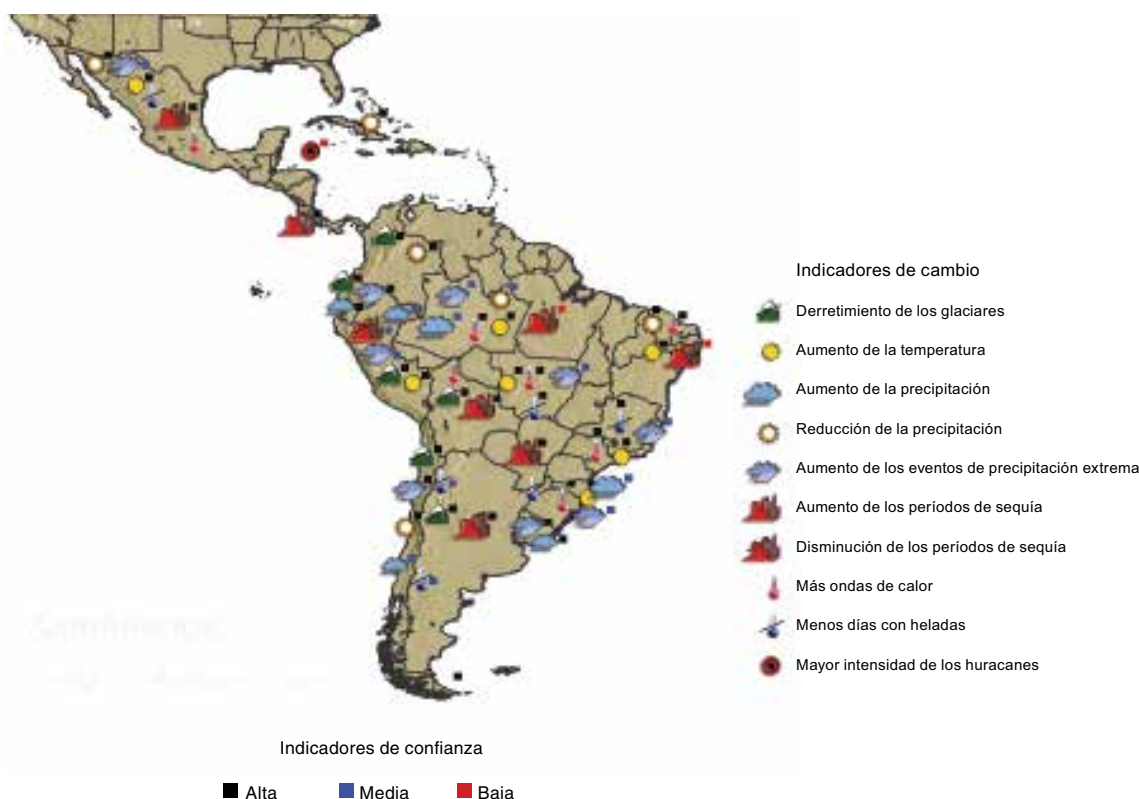 Indicadores de cambio
Derretimiento de los glaciares
Aumento de la temperatura
Aumento de la precipitación
Reducción de la precipitación
Aumento de los eventos de precipitación extrema
Aumento de los períodos de sequía
Disminución de los períodos de sequía
Más ondas de calor
Menos días con heladas
Mayor intensidad de los huracanes
Indicadores de confianza
Alta
Media
Baja